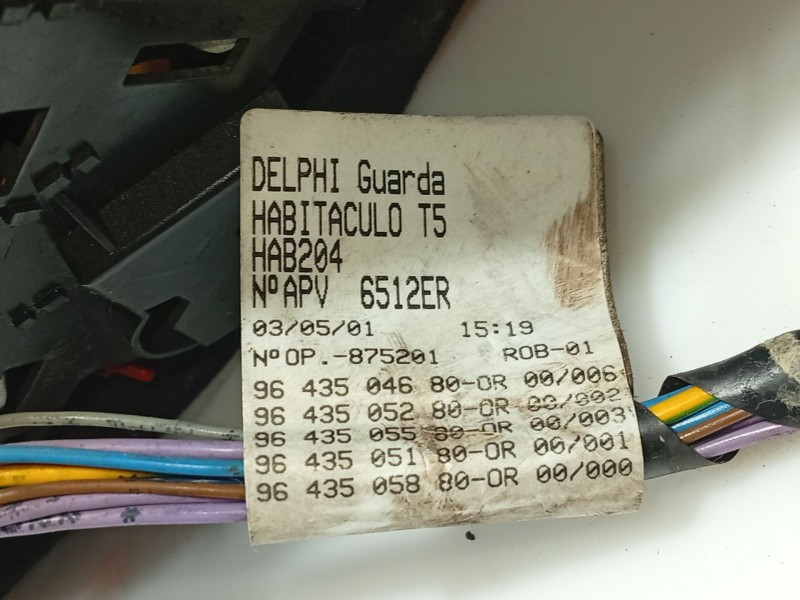 DELPHI Guarda
HABITACULO T5
HAB204
NºAPV 6512ER
03/05/01 15:19
NºOP.-875201 ROB-01
96 435 046 80-OR 00/006
96 435 052 80-OR 00/002
96 435 055 80-OR 00/003
96 435 051 80-OR 00/001
96 435 058 80-OR 00/000